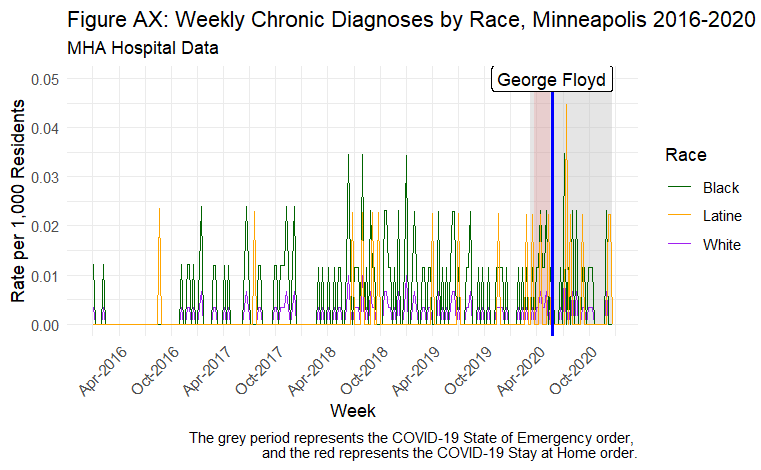 Figure AX: Weekly Chronic Diagnoses by Race, Minneapolis 2016-2020
MHA Hospital Data
George Floyd
Rate per 1,000 Residents
0.05
0.04
0.03
0.02
0.01
0.00
Apr-2016
Oct-2016
Apr-2017
Oct-2017
Apr-2018
Oct-2018
Apr-2019
Oct-2019
Apr-2020
Oct-2020
Week
Race
Black
Latine
White
The grey period represents the COVID-19 State of Emergency order,
and the red represents the COVID-19 Stay at Home order.